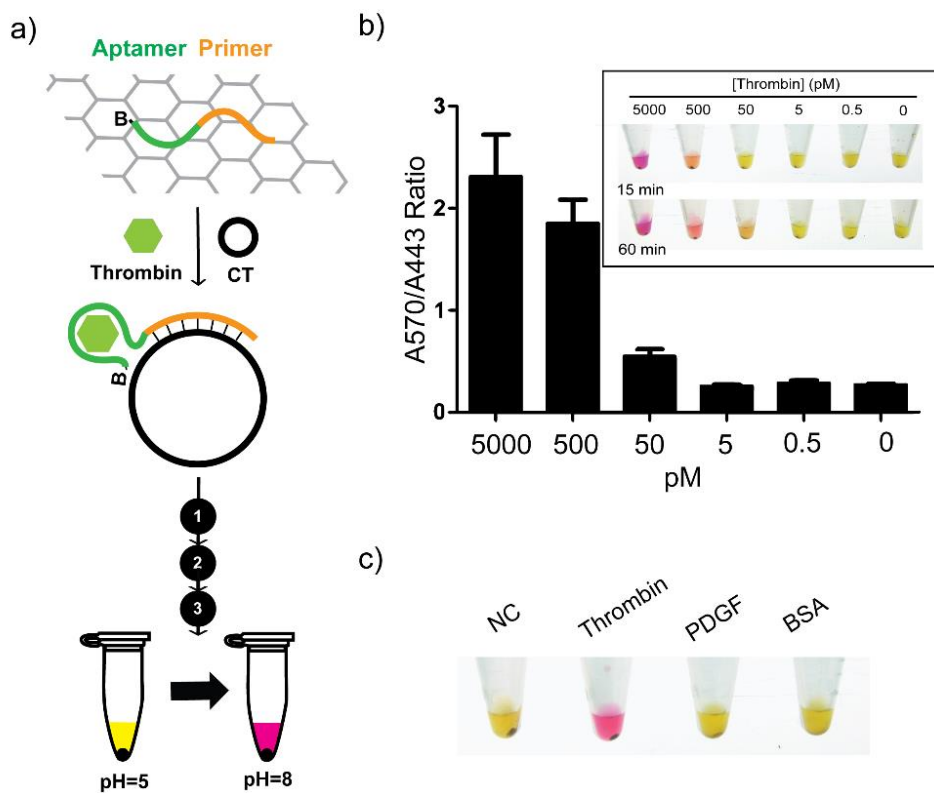 a)
Aptamer Primer
B
Thrombin
CT
B
1
2
3
pH=5
pH=8
b)
A570/A443 Ratio
3
2
1
0
5000 500 50 5 0.5 0
pM
[Thrombin] (pM)
5000 500 50 5 0.5 0
15 min
60 min
c)
NC Thrombin PDGF BSA